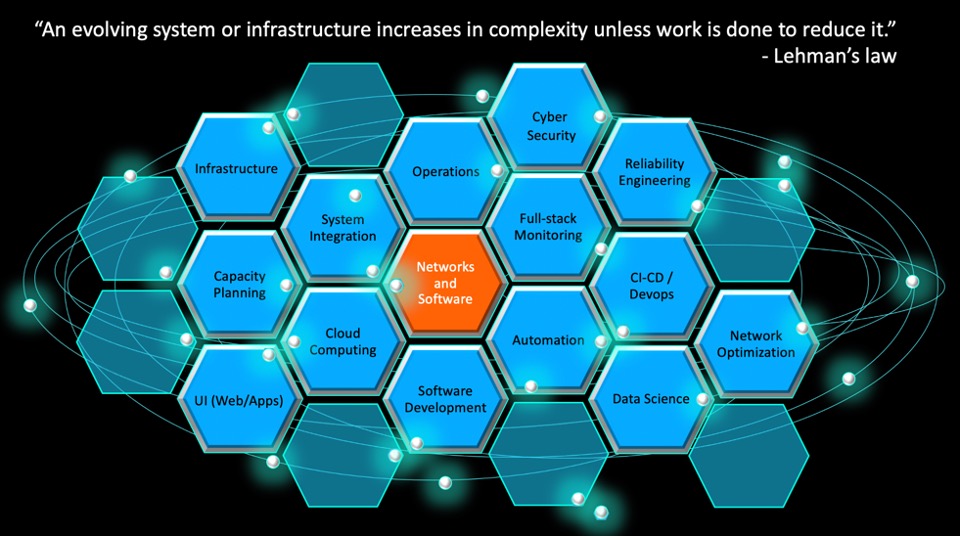 “An evolving system or infrastructure increases in complexity unless work is done to reduce it.”
- Lehman’s law
Cyber
Security
Infrastructure
Operations
Reliability
Engineering
System
Integration
Full-stack
Monitoring
Capacity
Planning
Networks
and
Software
CI-CD /
Devops
Cloud
Computing
Automation
Network
Optimization
UI (Web/Apps)
Software
Development
Data Science